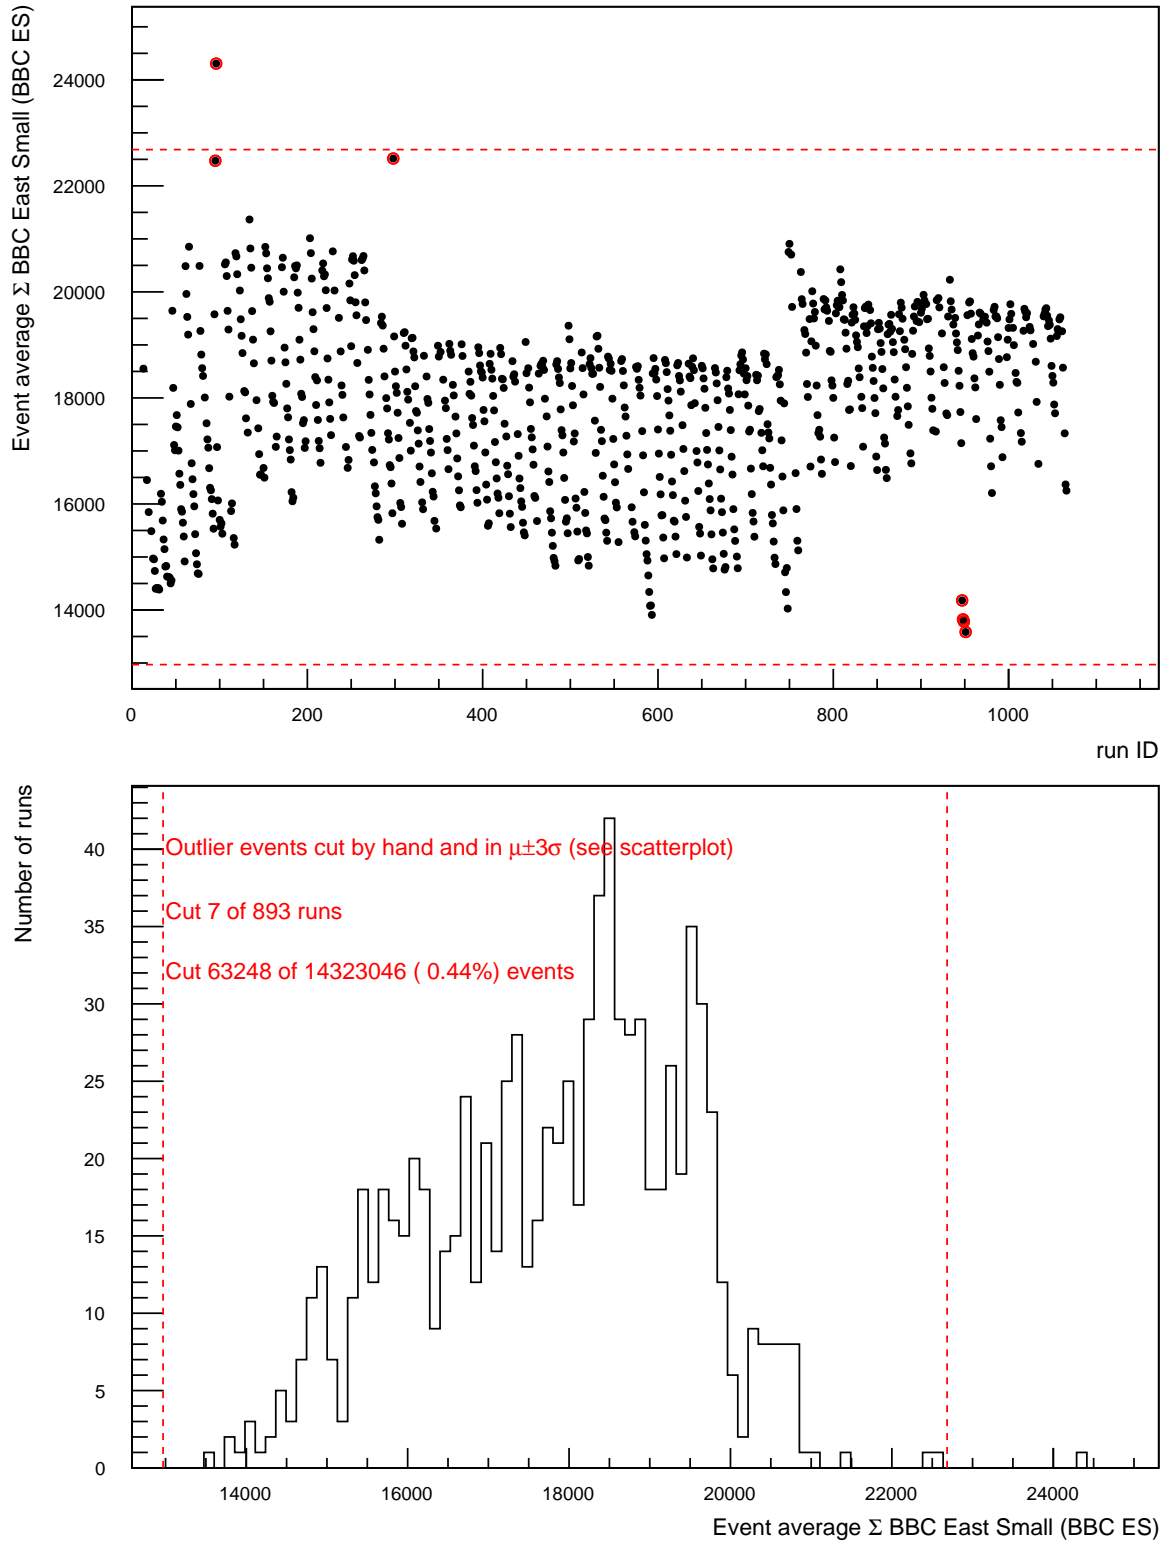 Event average Σ BBC East Small (BBC ES)
24000
22000
20000
18000
16000
14000
0 200 400 600 800 1000
run ID
Number of runs
40
35
30
25
20
15
10
5
0
Outlier events cut by hand and in μ±3σ (see scatterplot)
Cut 7 of 893 runs
Cut 63248 of 14323046 ( 0.44%) events
14000 16000 18000 20000 22000 24000
Event average Σ BBC East Small (BBC ES)